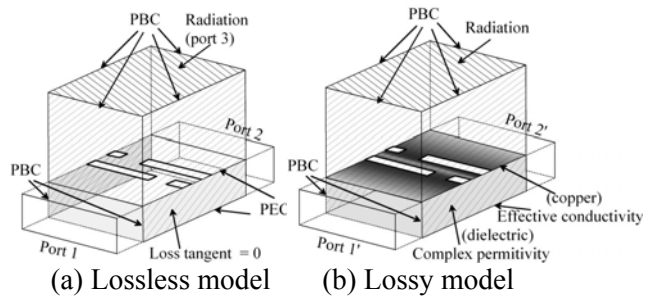 PBC
Radiation
(port 3)
Port 2
PBC
PEC
Port 1
Loss tangent = 0
(a) Lossless model
PBC
Radiation
Port 2'
PBC
(copper)
Effective conductivity
(dielectric)
Complex permitivity
Port 1'
(b) Lossy model